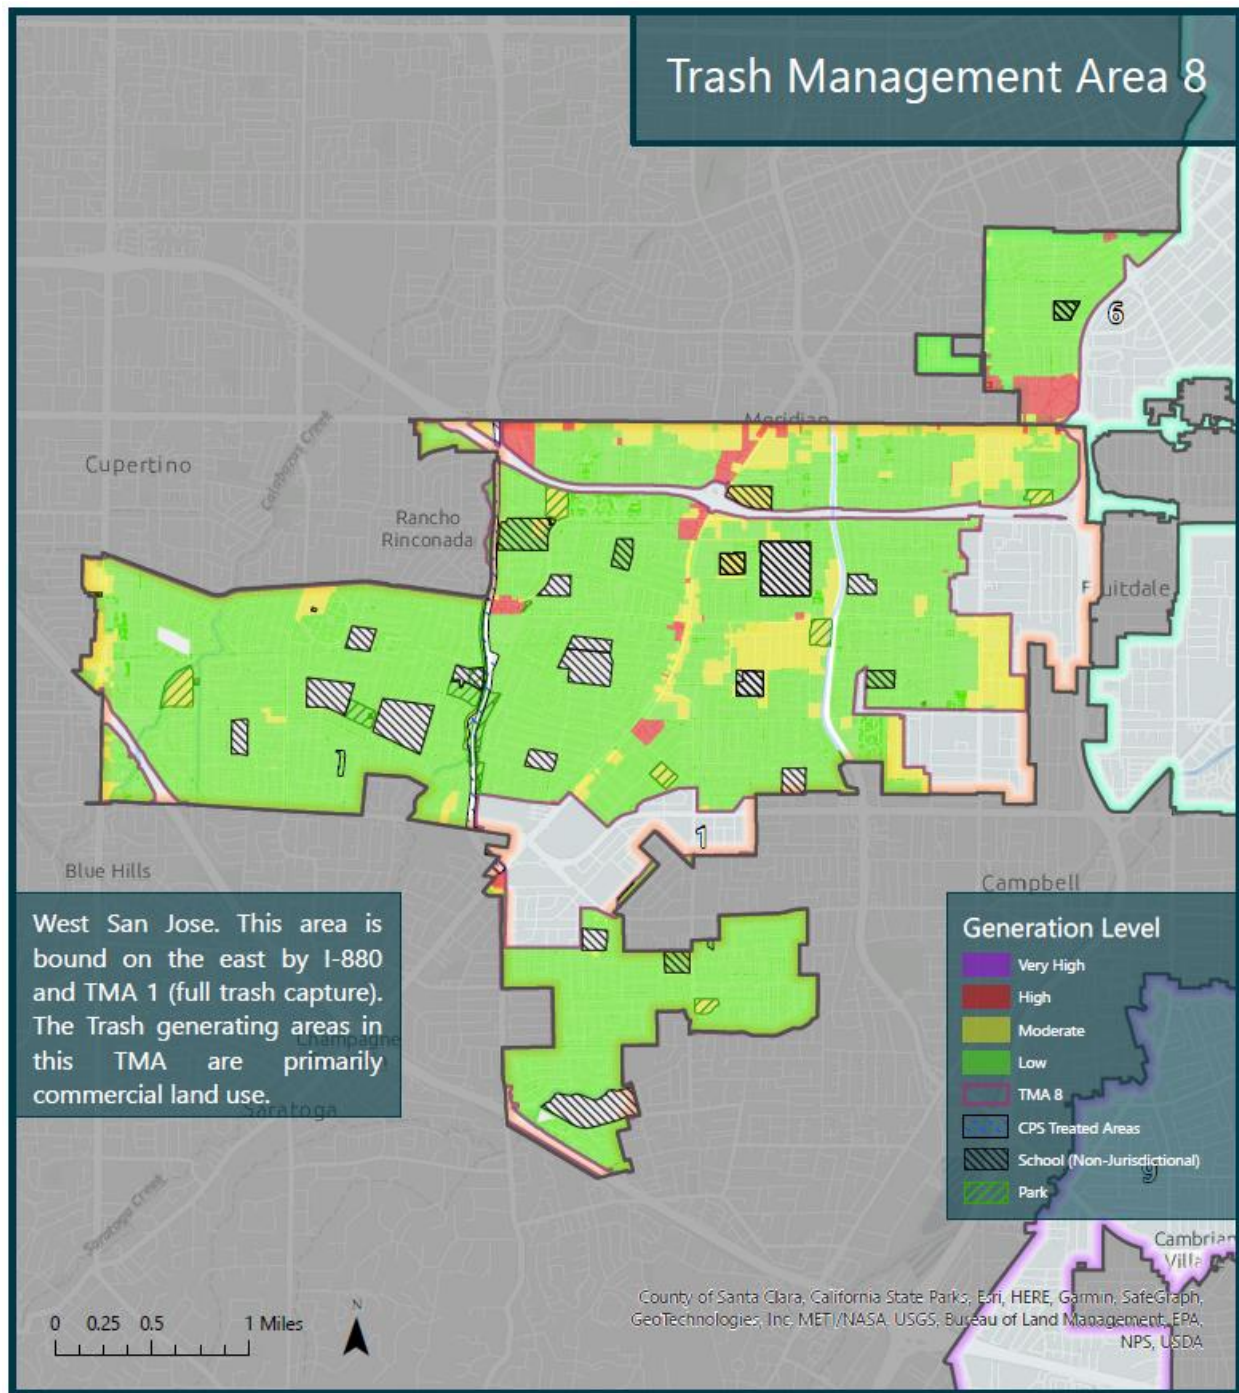 Trash Management Area 8
6
Meridian
Cupertino
Calabazas Creek
Rancho
Rinconada
Fruitdale
1
1
Blue Hills
Campbell
West San Jose. This area is
bound on the east by I-880
and TMA 1 (full trash capture).
The Trash generating areas in
this TMA are primarily
commercial land use.
Champagne
Saratoga
Saratoga Creek
Generation Level
Very High
High
Moderate
Low
TMA 8
CPS Treated Areas
School (Non-Jurisdictional)
Park
9
Cambrian
Villa
0 0.25 0.5 1 Miles
N
County of Santa Clara, California State Parks, Esri, HERE, Garmin, SafeGraph,
GeoTechnologies, Inc, METI/NASA, USGS, Bureau of Land Management, EPA,
NPS, USDA